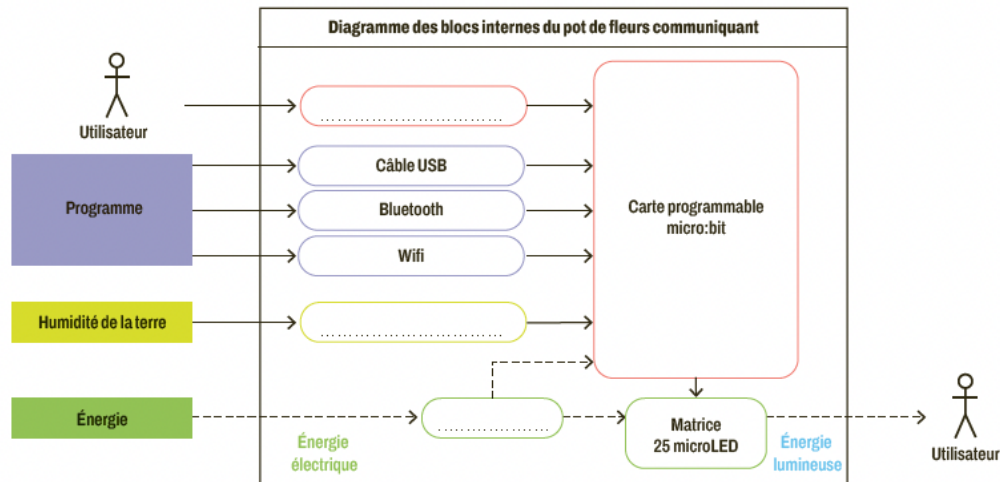 Diagramme des blocs internes du pot de fleurs communiquant
Utilisateur
................................
Câble USB
Programme
Bluetooth
Carte programmable
micro:bit
Wifi
Humidité de la terre
................................
Énergie
...................
Matrice
25 microLED
Énergie
électrique
Énergie
lumineuse
Utilisateur